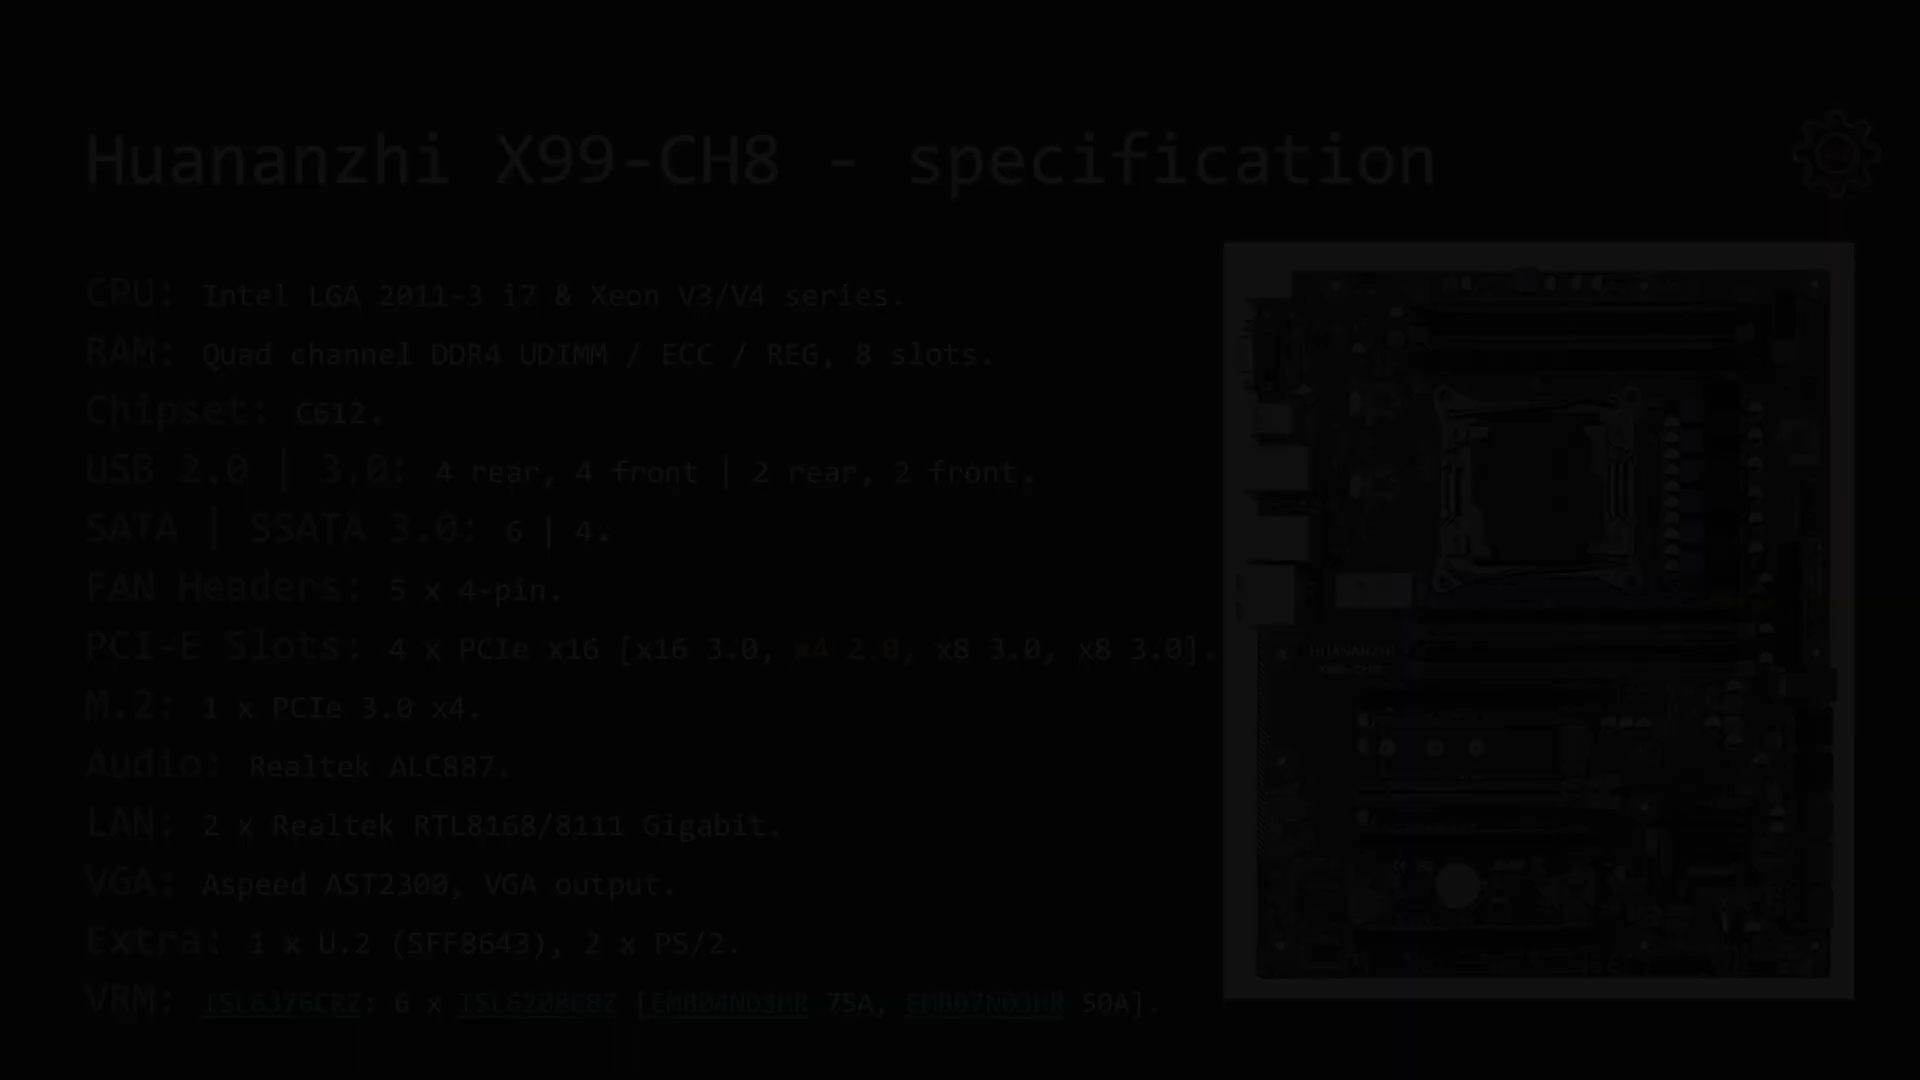 Huananzhi X99-CH8 - specification
CPU: Intel LGA 2011-3 i7 & Xeon V3/V4 series.
RAM: Quad channel DDR4 UDIMM / ECC / REG, 8 slots.
Chipset: C612.
USB 2.0 | 3.0: 4 rear, 4 front | 2 rear, 2 front.
SATA | SSATA 3.0: 6 | 4.
FAN Headers: 5 x 4-pin.
PCI-E Slots: 4 x PCIe x16 [x16 3.0, x4 2.0, x8 3.0, x8 3.0].
M.2: 1 x PCIe 3.0 x4.
Audio: Realtek ALC887.
LAN: 2 x Realtek RTL8168/8111 Gigabit.
VGA: Aspeed AST2300, VGA output.
Extra: 1 x U.2 (SFF8643), 2 x PS/2.
VRM: ISL6376CRZ: 6 x ISL6208CBZ [EMB04N03HR 75A, EMB07N03HR 50A].
HUANANZHI
X99-CH8